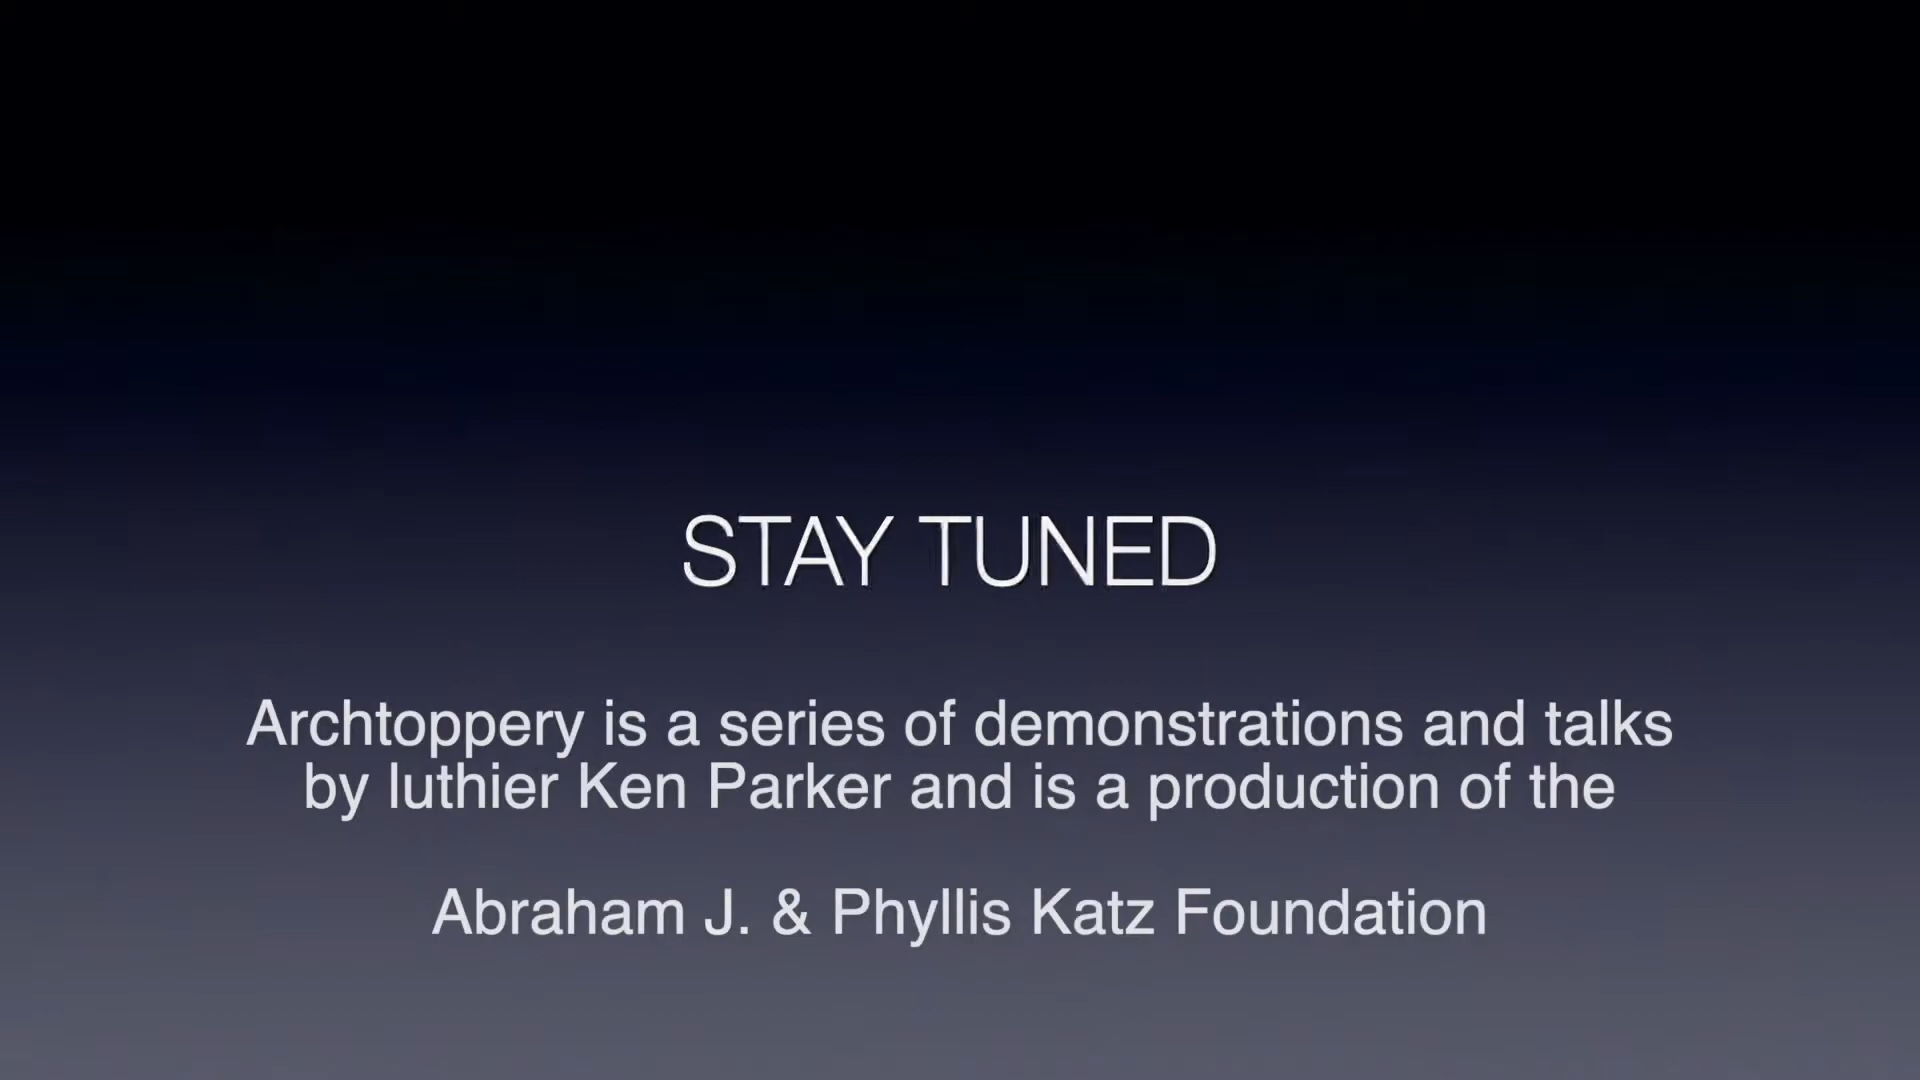 STAY TUNED
Archtoppery is a series of demonstrations and talks
by luthier Ken Parker and is a production of the
Abraham J. & Phyllis Katz Foundation